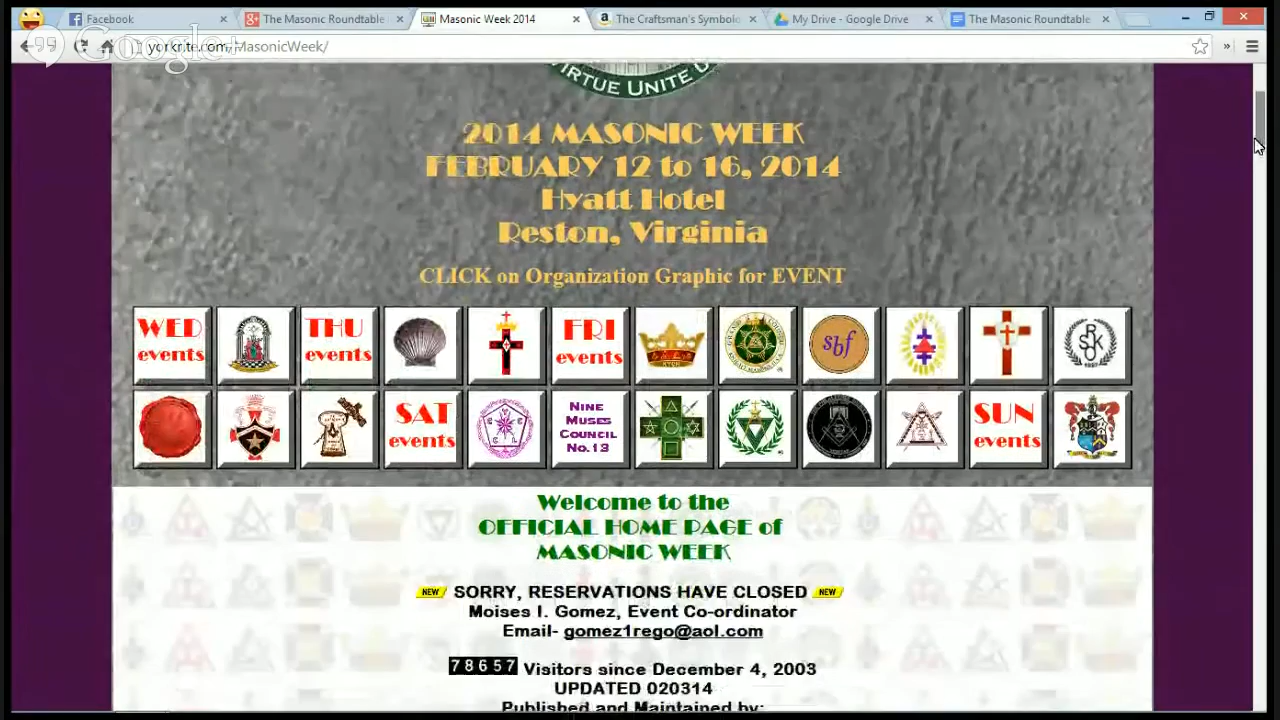 Facebook
The Masonic Roundtable
Masonic Week 2014
The Craftsman's Symbol
My Drive - Google Drive
The Masonic Roundtable
Google+
yorkrite.com/MasonicWeek/
VIRTUE UNITE U
2014 MASONIC WEEK
FEBRUARY 12 to 16, 2014
Hyatt Hotel
Reston, Virginia
CLICK on Organization Graphic for EVENT
WED events
THU events
FRI events
sbf
SAT events
NINE MUSES COUNCIL No.13
SUN events
Welcome to the
OFFICIAL HOME PAGE of
MASONIC WEEK
NEW SORRY, RESERVATIONS HAVE CLOSED NEW
Moises I. Gomez, Event Co-ordinator
Email- gomez1rego@aol.com
78657 Visitors since December 4, 2003
UPDATED 020314
Published and Maintained by: